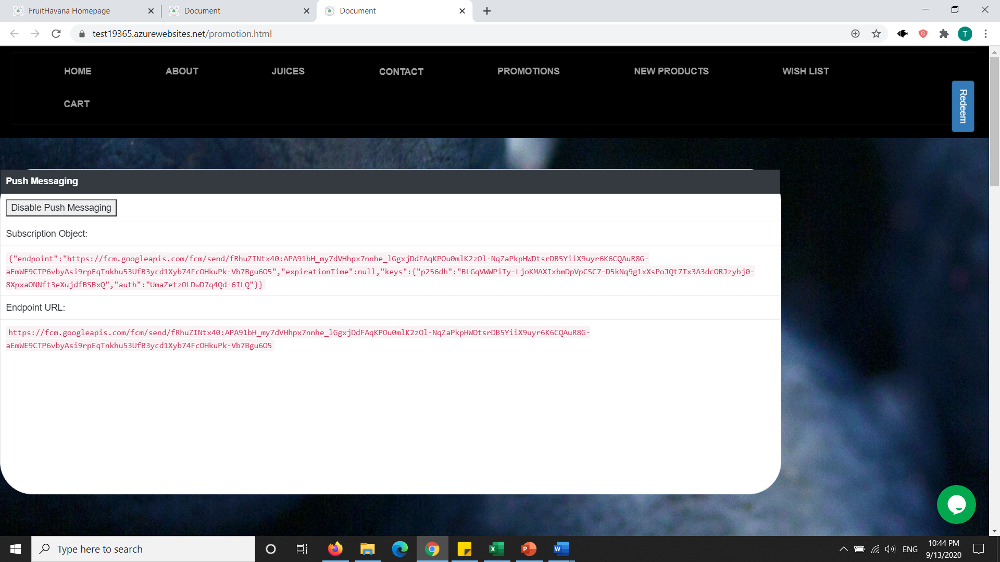 FruitHavana Homepage
Document
Document
test19365.azurewebsites.net/promotion.html
T
HOME
ABOUT
JUICES
CONTACT
PROMOTIONS
NEW PRODUCTS
WISH LIST
CART
Redeem
Push Messaging
Disable Push Messaging
Subscription Object:
{"endpoint":"https://fcm.googleapis.com/fcm/send/fRhuZINtx40:APA91bH_my7dVHhpx7nnhe_lGgxjDdFAqKPOu0mlK2zOl-NqZaPkpHWDtsrDB5YiiX9uyr6K6CQAuR8G-
aEmWE9CTP6vbyAsi9rpEqTnkhu53UfB3ycd1Xyb74FcOHkuPk-Vb7Bgu6O5","expirationTime":null,"keys":{"p256dh":"BLGqVWWPiTy-LjoKMAXIxbmDpVpCSC7-D5kNq9g1xXsPoJQt7Tx3A3dcORJzybj0-
8XpxaONNft3eXujdfBSBxQ","auth":"UmaZetzOLDwD7q4Qd-6ILQ"}}
Endpoint URL:
https://fcm.googleapis.com/fcm/send/fRhuZINtx40:APA91bH_my7dVHhpx7nnhe_lGgxjDdFAqKPOu0mlK2zOl-NqZaPkpHWDtsrDB5YiiX9uyr6K6CQAuR8G-
aEmWE9CTP6vbyAsi9rpEqTnkhu53UfB3ycd1Xyb74FcOHkuPk-Vb7Bgu6O5
Type here to search
ENG
10:44 PM
9/13/2020